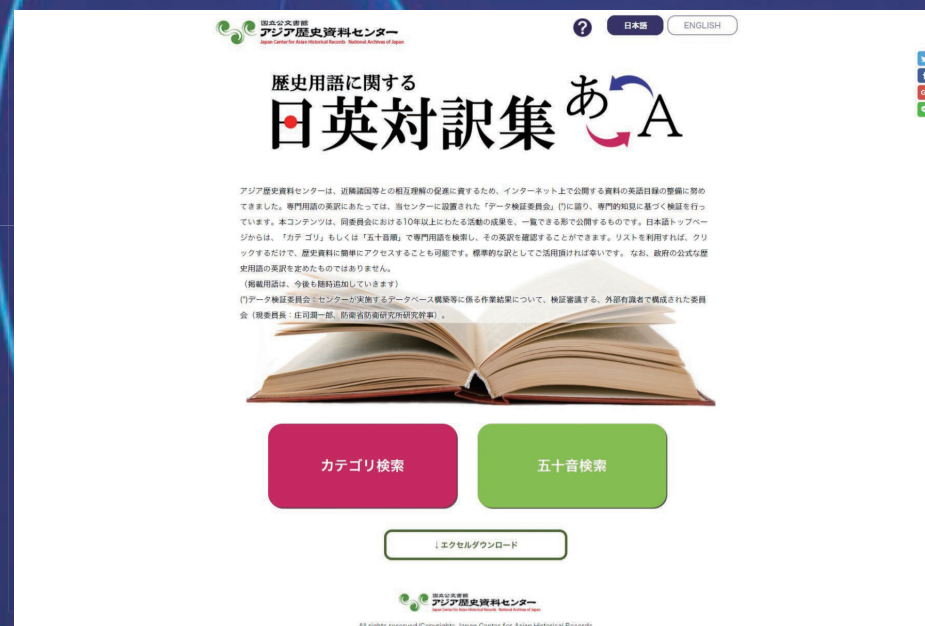 国立公文書館
アジア歴史資料センター
Japan Center for Asian Historical Records National Archives of Japan
?
日本語
ENGLISH
歴史用語に関する
日英対訳集
あ
A
アジア歴史資料センターは、近隣諸国等との相互理解の促進に資するため、インターネット上で公開する資料の英語目録の整備に努め
てきました。専門用語の英訳にあたっては、当センターに設置された「データ検証委員会」(*)に諮り、専門的知見に基づく検証を行っ
ています。本コンテンツは、同委員会における10年以上にわたる活動の成果を、一覧できる形で公開するものです。日本語トップペー
ジからは、「カテ ゴリ」もしくは「五十音順」で専門用語を検索し、その英訳を確認することができます。リストを利用すれば、クリ
ックするだけで、歴史資料に簡単にアクセスすることも可能です。標準的な訳としてご活用頂ければ幸いです。 なお、政府の公式な歴
史用語の英訳を定めたものではありません。
（掲載用語は、今後も随時追加していきます）
(*)データ検証委員会：センターが実施するデータベース構築等に係る作業結果について、検証審議する、外部有識者で構成された委員
会（現委員長：庄司潤一郎、防衛省防衛研究所研究幹事）。
カテゴリ検索
五十音検索
↓エクセルダウンロード
国立公文書館
アジア歴史資料センター
Japan Center for Asian Historical Records National Archives of Japan
All rights reserved/Copyrights Japan Center for Asian Historical Records